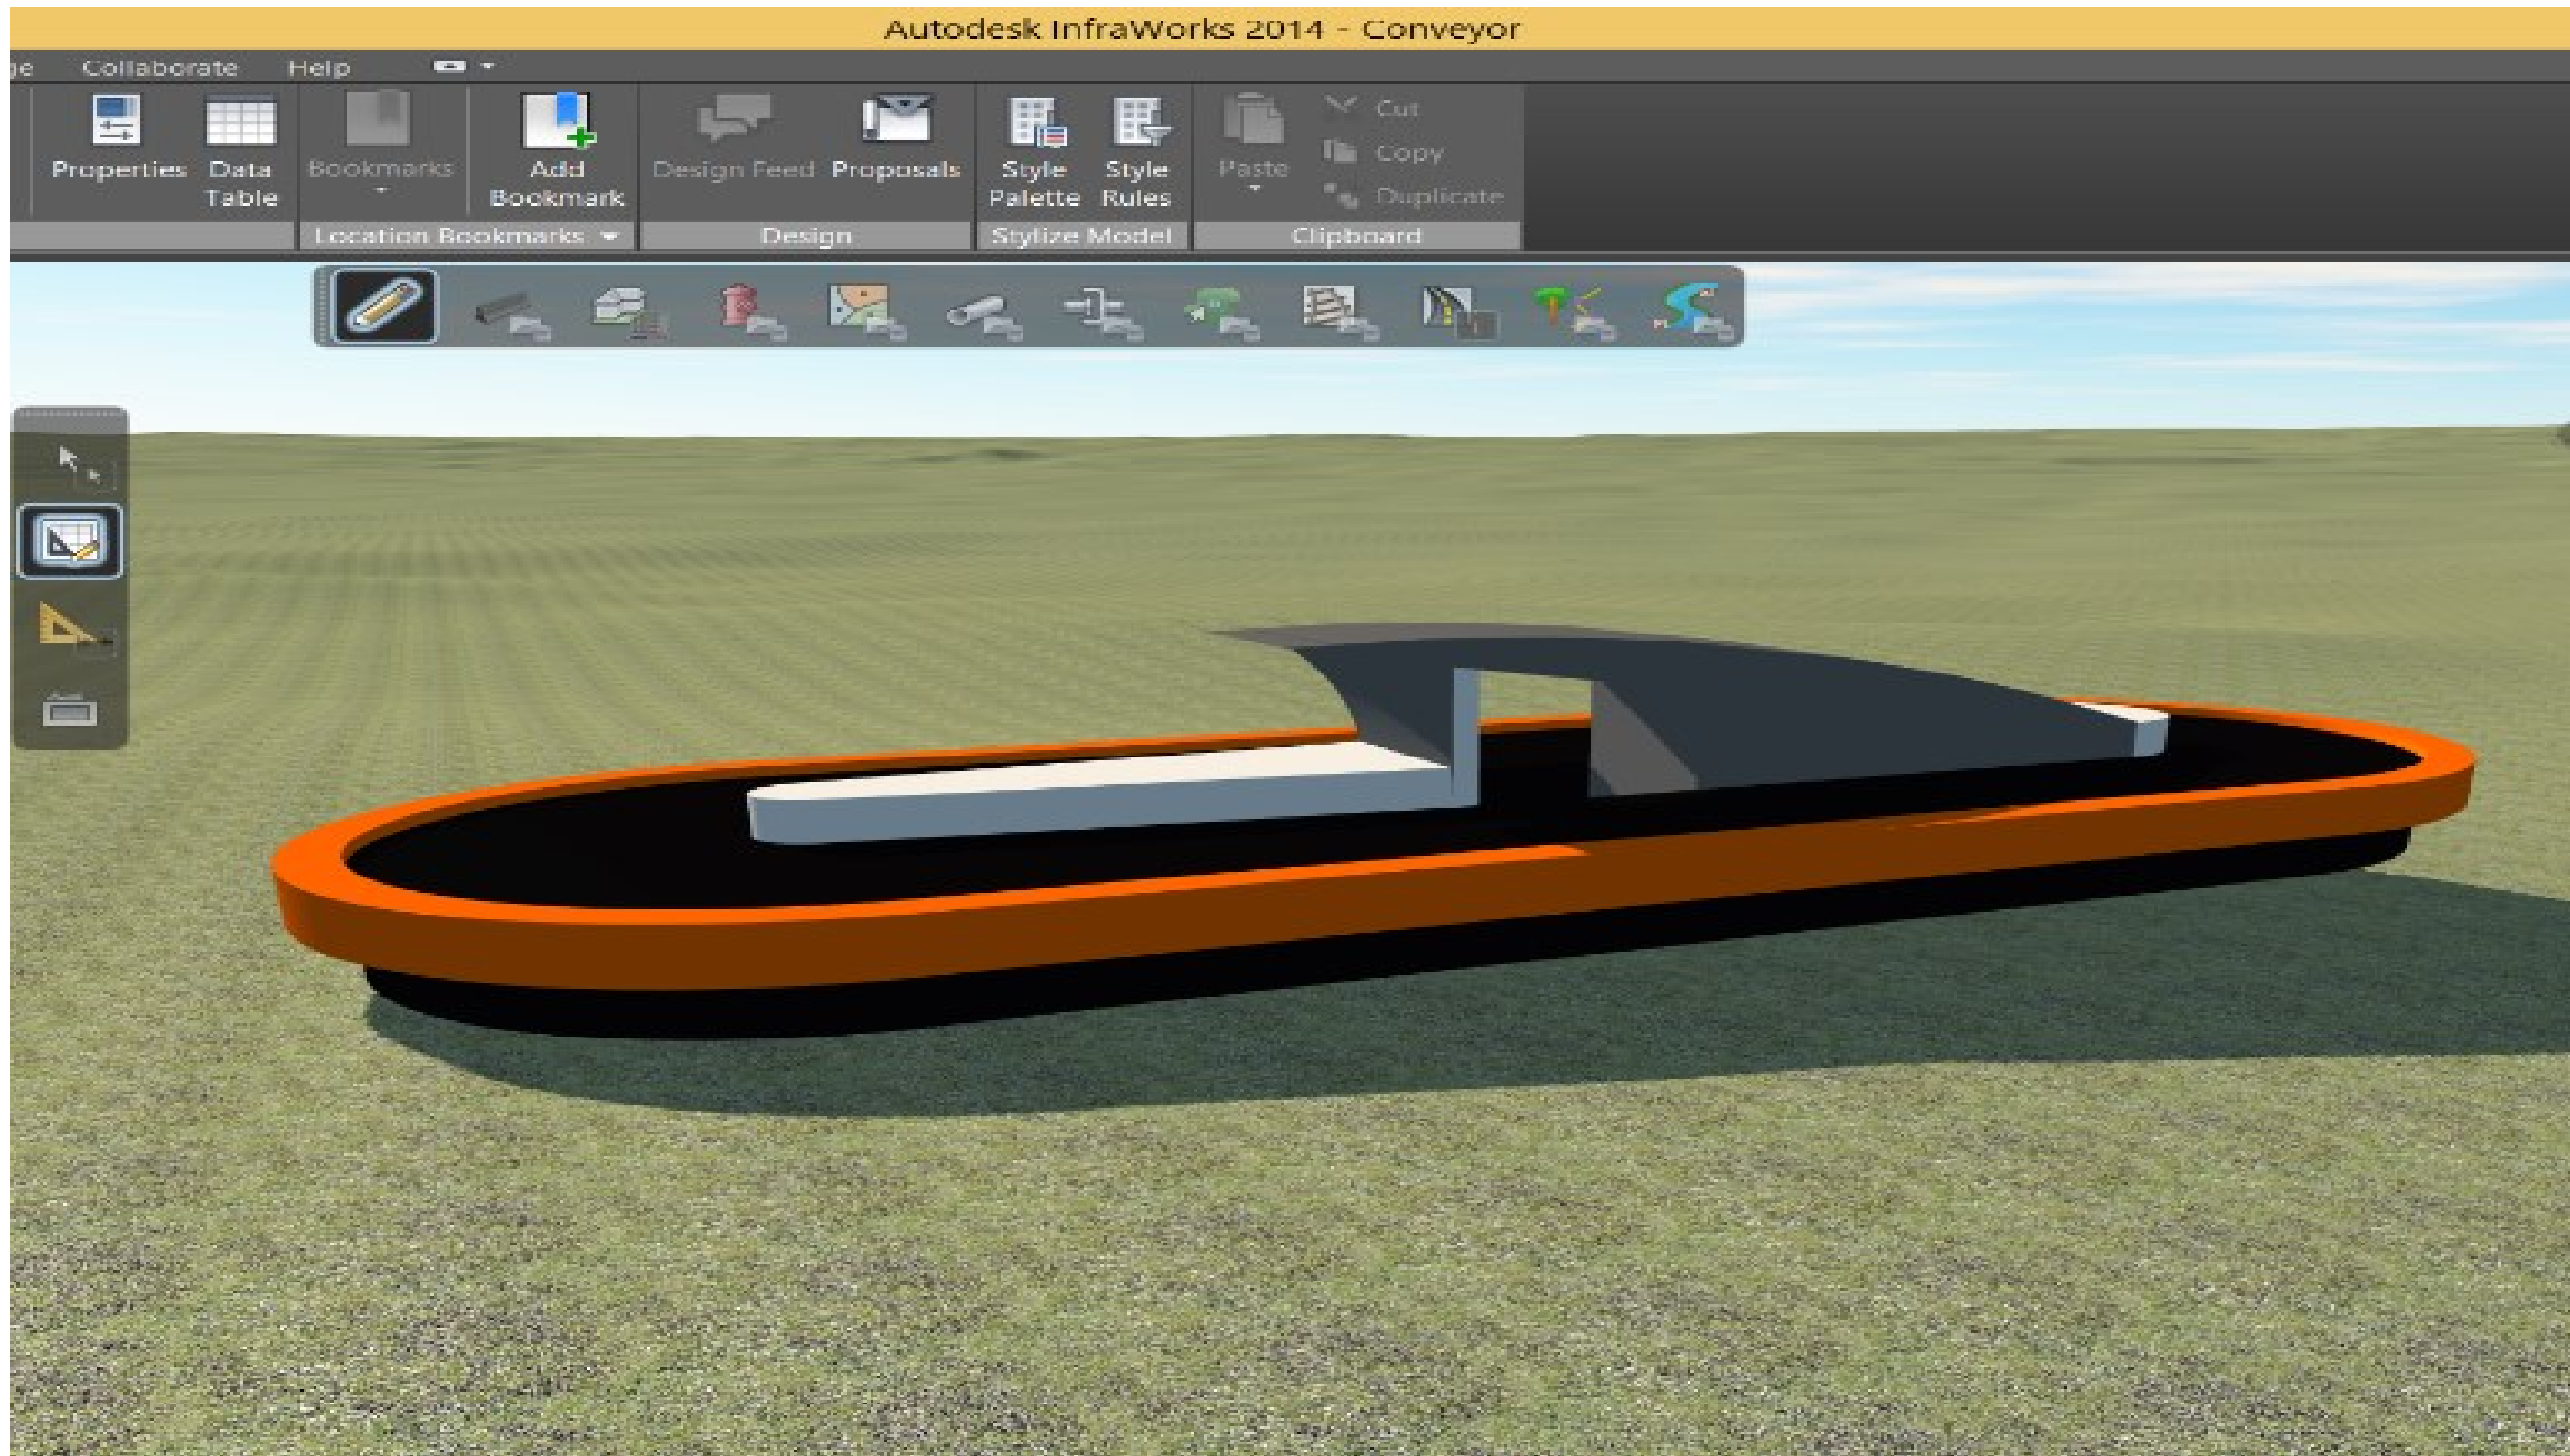 Autodesk InfraWorks 2014 - Conveyor
ge Collaborate Help
Properties
Data
Table
Bookmarks
Add
Bookmark
Design Feed
Proposals
Style
Palette
Style
Rules
Paste
Cut
Copy
Duplicate
Location Bookmarks
Design
Stylize Model
Clipboard